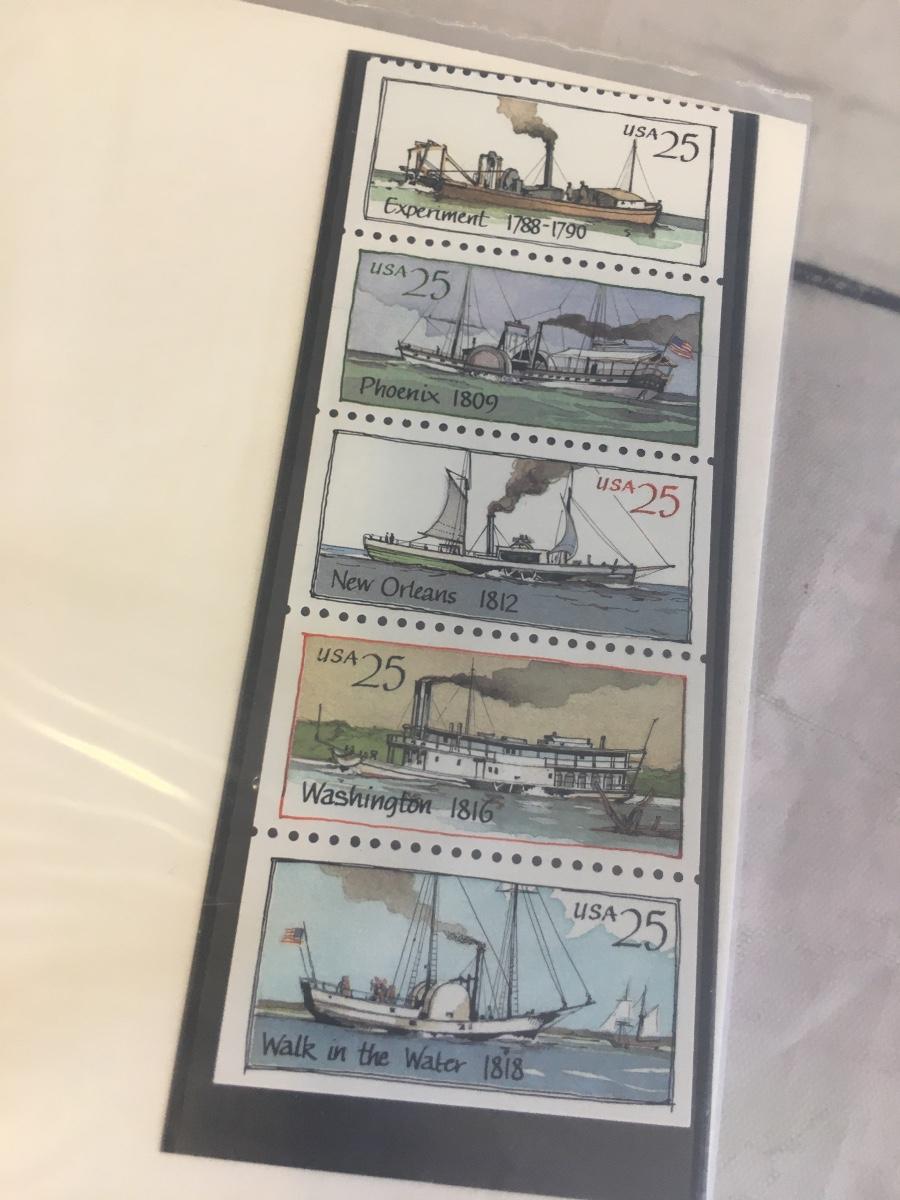 USA 25
Experiment 1788-1790
USA 25
Phoenix 1809
USA 25
New Orleans 1812
USA 25
Washington 1816
USA 25
Walk in the Water 1818